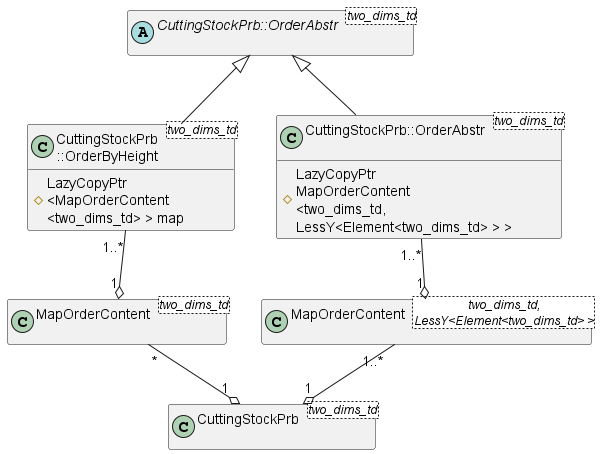 A
CuttingStockPrb::OrderAbstr
two_dims_td
C
CuttingStockPrb
::OrderByHeight
two_dims_td
LazyCopyPtr
<MapOrderContent
<two_dims_td> > map
C
CuttingStockPrb::OrderAbstr
two_dims_td
LazyCopyPtr
MapOrderContent
<two_dims_td,
LessY<Element<two_dims_td> > >
1..*
1
1..*
1
C
MapOrderContent
two_dims_td
C
MapOrderContent
two_dims_td,
LessY<Element<two_dims_td> >
*
1
1..*
1
C
CuttingStockPrb
two_dims_td